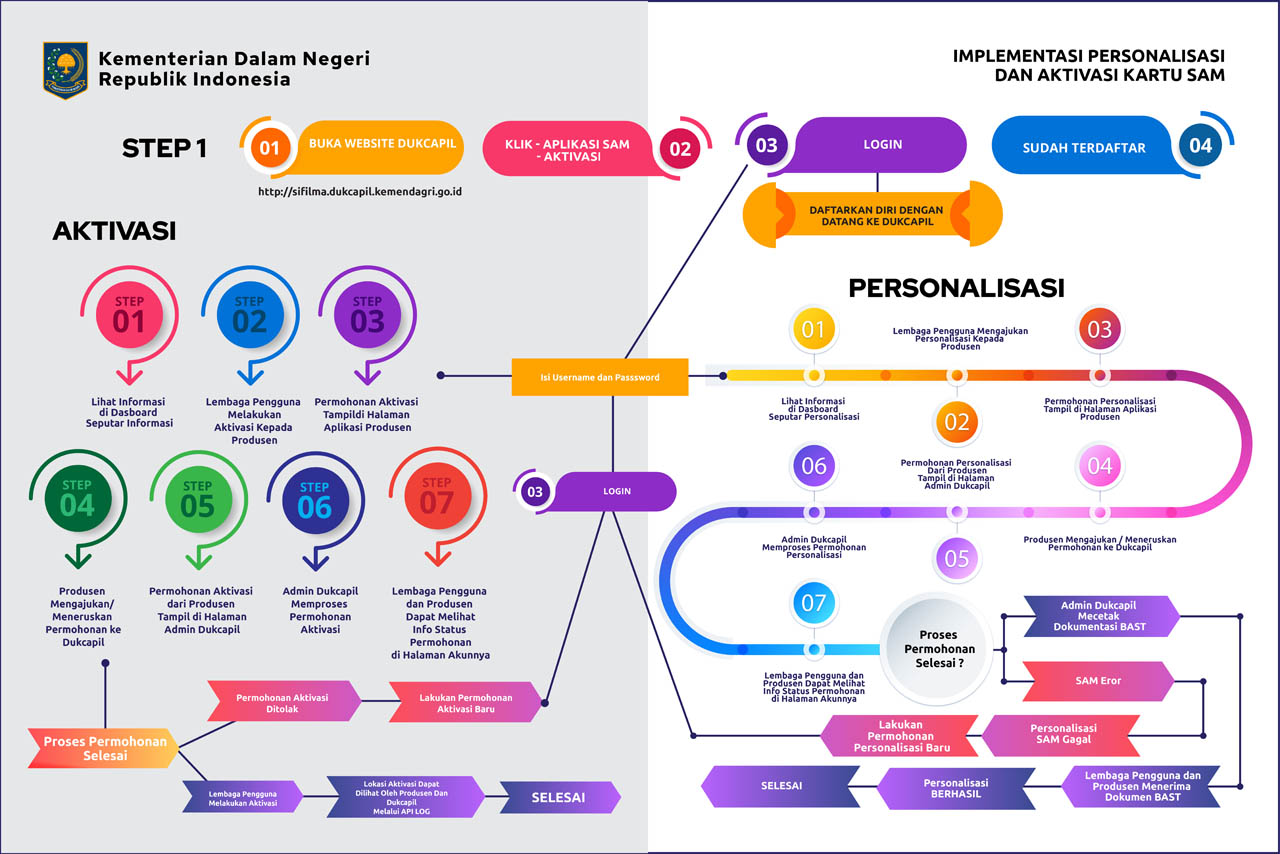 Kementerian Dalam Negeri
Republik Indonesia
IMPLEMENTASI PERSONALISASI
DAN AKTIVASI KARTU SAM
STEP 1
01
BUKA WEBSITE DUKCAPIL
http://sifilma.dukcapil.kemendagri.go.id
KLIK - APLIKASI SAM
- AKTIVASI
02
03
LOGIN
SUDAH TERDAFTAR
04
DAFTARKAN DIRI DENGAN
DATANG KE DUKCAPIL
AKTIVASI
STEP
01
Lihat Informasi
di Dasboard
Seputar Informasi
STEP
02
Lembaga Pengguna
Melakukan
Aktivasi Kepada
Produsen
STEP
03
Permohonan Aktivasi
Tampildi Halaman
Aplikasi Produsen
STEP
04
Produsen
Mengajukan/
Meneruskan
Permohonan ke
Dukcapil
STEP
05
Permohonan Aktivasi
dari Produsen
Tampil di Halaman
Admin Dukcapil
STEP
06
Admin Dukcapil
Memproses
Permohonan
Aktivasi
STEP
07
Lembaga Pengguna
dan Produsen
Dapat Melihat
Info Status
Permohonan
di Halaman Akunnya
Proses Permohonan
Selesai
Permohonan Aktivasi
Ditolak
Lakukan Permohonan
Aktivasi Baru
Lembaga Pengguna
Melakukan Aktivasi
Lokasi Aktivasi Dapat
Dilihat Oleh Produsen Dan
Dukcapil
Melalui API LOG
SELESAI
Isi Username dan Passsword
03
LOGIN
PERSONALISASI
01
Lihat Informasi
di Dasboard
Seputar Personalisasi
Lembaga Pengguna Mengajukan
Personalisasi Kepada
Produsen
02
03
Permohonan Personalisasi
Tampil di Halaman Aplikasi
Produsen
04
Produsen Mengajukan / Meneruskan
Permohonan ke Dukcapil
Permohonan Personalisasi
Dari Produsen
Tampil di Halaman
Admin Dukcapil
05
06
Admin Dukcapil
Memproses Permohonan
Personalisasi
07
Lembaga Pengguna dan
Produsen Dapat Melihat
Info Status Permohonan
di Halaman Akunnya
Proses
Permohonan
Selesai ?
Admin Dukcapil
Mecetak
Dokumentasi BAST
SAM Eror
Personalisasi
SAM Gagal
Lakukan
Permohonan
Personalisasi Baru
Lembaga Pengguna dan
Produsen Menerima
Dokumen BAST
Personalisasi
BERHASIL
SELESAI